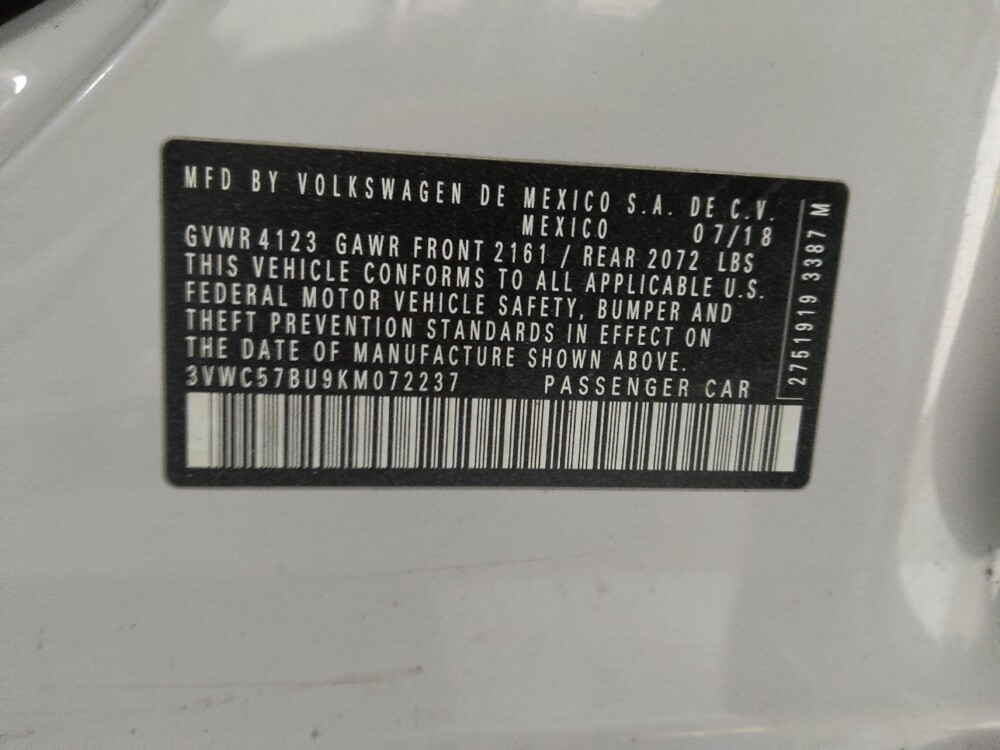 MFD BY VOLKSWAGEN DE MEXICO S.A. DE C.V.
MEXICO 07/18
GVWR 4123 GAWR FRONT 2161 / REAR 2072 LBS
THIS VEHICLE CONFORMS TO ALL APPLICABLE U.S.
FEDERAL MOTOR VEHICLE SAFETY, BUMPER AND
THEFT PREVENTION STANDARDS IN EFFECT ON
THE DATE OF MANUFACTURE SHOWN ABOVE.
3VWC57BU9KM072237 PASSENGER CAR
2751919 3387 M